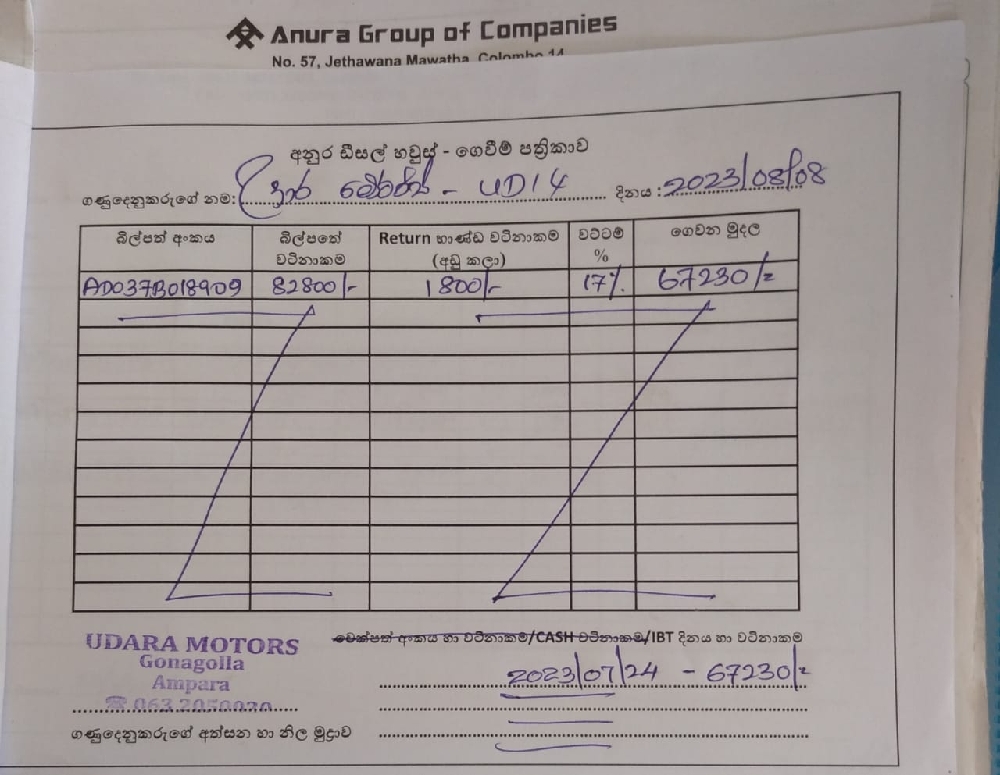 Anura Group of Companies
No. 57, Jethawana Mawatha, Colombo 14
අනුර ඩීසල් හවුස් - ගෙවීම් පත්‍රිකාව
ගණුදෙනුකරුගේ නම: - UD14 දිනය: 2023/08/08
බිල්පත් අංකය බිල්පතේ වටිනාකම Return භාණ්ඩ වටිනාකම (අඩු කලා) වට්ටම් % ගෙවන මුදල
AD037B018909 82800/- 1800/- 17% 67230/=
චෙක්පත් අංකය හා වටිනාකම/CASH වටිනාකම/IBT දිනය හා වටිනාකම
2023/07/24 - 67230/=
UDARA MOTORS
Gonagolla
Ampara
ගණුදෙනුකරුගේ අත්සන හා නිල මුද්‍රාව